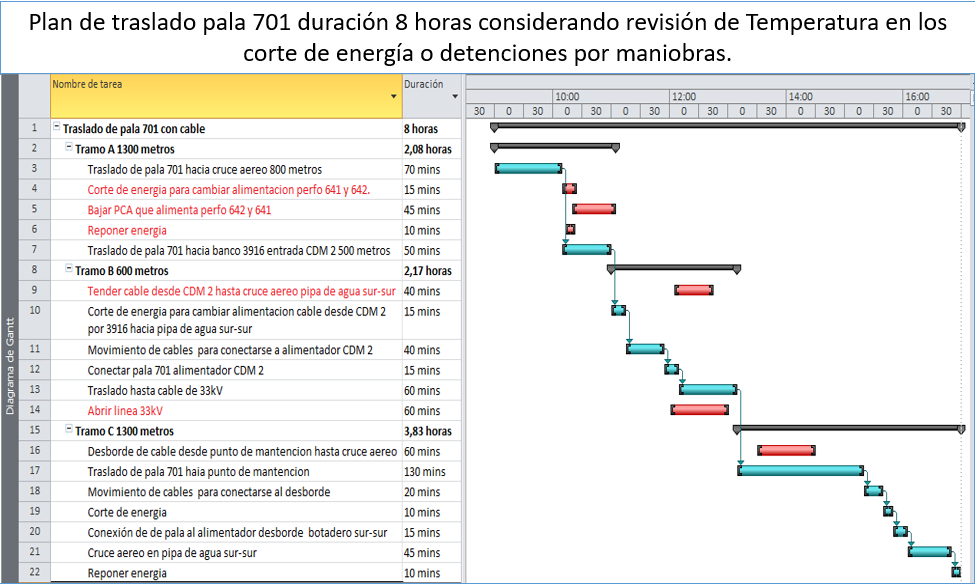 Plan de traslado pala 701 duración 8 horas considerando revisión de Temperatura en los
corte de energía o detenciones por maniobras.
Nombre de tarea Duración
10:00 12:00 14:00 16:00
30 0 30 0 30 0 30 0 30 0 30 0 30 0 30 0 30
1 Traslado de pala 701 con cable 8 horas
2 Tramo A 1300 metros 2,08 horas
3 Traslado de pala 701 hacia cruce aereo 800 metros 70 mins
4 Corte de energia para cambiar alimentacion perfo 641 y 642. 15 mins
5 Bajar PCA que alimenta perfo 642 y 641 45 mins
6 Reponer energia 10 mins
7 Traslado de pala 701 hacia banco 3916 entrada CDM 2 500 metros 50 mins
8 Tramo B 600 metros 2,17 horas
9 Tender cable desde CDM 2 hasta cruce aereo pipa de agua sur-sur 40 mins
10 Corte de energia para cambiar alimentacion cable desde CDM 2 15 mins
por 3916 hacia pipa de agua sur-sur
11 Movimiento de cables para conectarse a alimentador CDM 2 40 mins
12 Conectar pala 701 alimentador CDM 2 15 mins
13 Traslado hasta cable de 33kV 60 mins
14 Abrir linea 33kV 60 mins
15 Tramo C 1300 metros 3,83 horas
16 Desborde de cable desde punto de mantencion hasta cruce aereo 60 mins
17 Traslado de pala 701 haia punto de mantencion 130 mins
18 Movimiento de cables para conectarse al desborde 20 mins
19 Corte de energia 10 mins
20 Conexión de de pala al alimentador desborde botadero sur-sur 15 mins
21 Cruce aereo en pipa de agua sur-sur 45 mins
22 Reponer energia 10 mins
Diagrama de Gantt